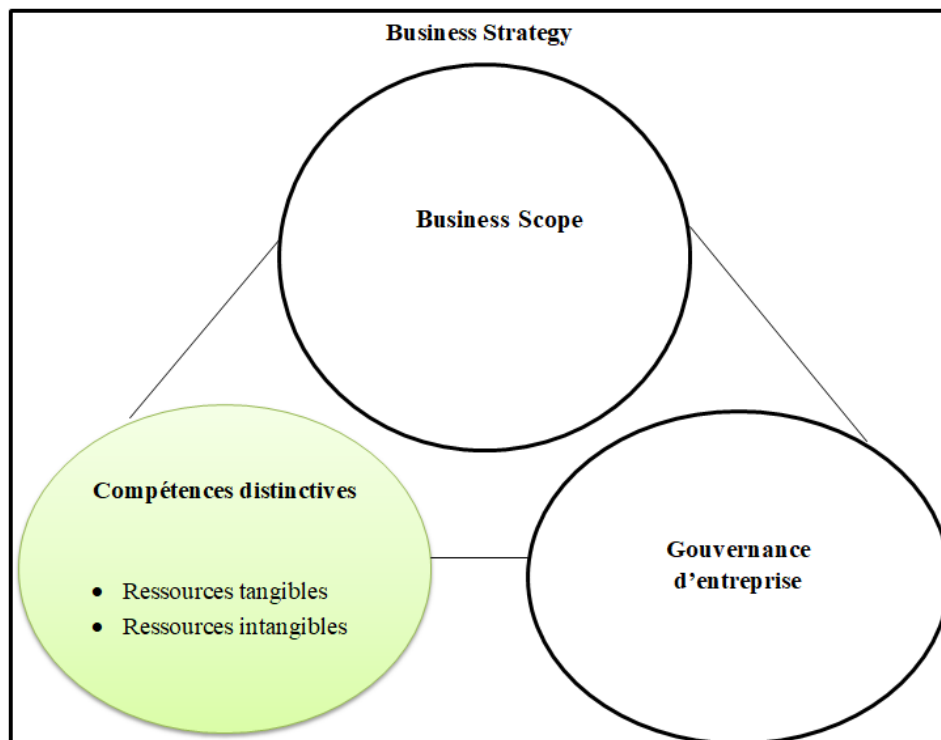 Business Strategy
Business Scope
Compétences distinctives
• Ressources tangibles
• Ressources intangibles
Gouvernance
d’entreprise